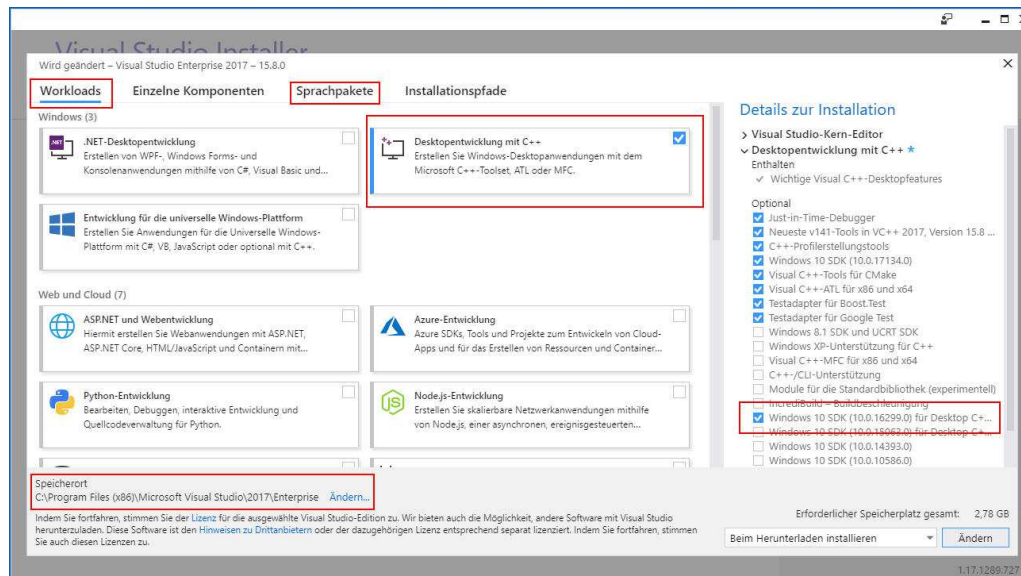 Visual Studio Installer
Wird geändert – Visual Studio Enterprise 2017 – 15.8.0
Workloads
Einzelne Komponenten
Sprachpakete
Installationspfade
Windows (3)
.NET-Desktopentwicklung
Erstellen von WPF-, Windows Forms- und
Konsolenanwendungen mithilfe von C#, Visual Basic und...
Desktopentwicklung mit C++
Erstellen Sie Windows-Desktopanwendungen mit dem
Microsoft C++-Toolset, ATL oder MFC.
Entwicklung für die universelle Windows-Plattform
Erstellen Sie Anwendungen für die Universelle Windows-
Plattform mit C#, VB, JavaScript oder optional mit C++.
Web und Cloud (7)
ASP.NET und Webentwicklung
Hiermit erstellen Sie Webanwendungen mit ASP.NET,
ASP.NET Core, HTML/JavaScript und Containern mit...
Azure-Entwicklung
Azure SDKs, Tools und Projekte zum Entwickeln von Cloud-
Apps und für das Erstellen von Ressourcen und Container...
Python-Entwicklung
Bearbeiten, Debuggen, interaktive Entwicklung und
Quellcodeverwaltung für Python.
Node.js-Entwicklung
Erstellen Sie skalierbare Netzwerkanwendungen mithilfe
von Node.js, einer asynchronen, ereignisgesteuerten...
Details zur Installation
Visual Studio-Kern-Editor
Desktopentwicklung mit C++ *
Enthalten
Wichtige Visual C++-Desktopfeatures
Optional
Just-in-Time-Debugger
Neueste v141-Tools in VC++ 2017, Version 15.8 ...
C++-Profilerstellungstools
Windows 10 SDK (10.0.17134.0)
Visual C++-Tools für CMake
Visual C++-ATL für x86 und x64
Testadapter für Boost.Test
Testadapter für Google Test
Windows 8.1 SDK und UCRT SDK
Windows XP-Unterstützung für C++
Visual C++-MFC für x86 und x64
C++-/CLI-Unterstützung
Module für die Standardbibliothek (experimentell)
IncrediBuild – Buildbeschleunigung
Windows 10 SDK (10.0.16299.0) für Desktop C+...
Windows 10 SDK (10.0.15063.0) für Desktop C+...
Windows 10 SDK (10.0.14393.0)
Windows 10 SDK (10.0.10586.0)
Speicherort
C:\Program Files (x86)\Microsoft Visual Studio\2017\Enterprise Ändern...
Indem Sie fortfahren, stimmen Sie der Lizenz für die ausgewählte Visual Studio-Edition zu. Wir bieten auch die Möglichkeit, andere Software mit Visual Studio
herunterzuladen. Diese Software ist den Hinweisen zu Drittanbietern oder der dazugehörigen Lizenz entsprechend separat lizenziert. Indem Sie fortfahren, stimmen
Sie auch diesen Lizenzen zu.
Erforderlicher Speicherplatz gesamt: 2,78 GB
Beim Herunterladen installieren
Ändern
1.17.1289.727